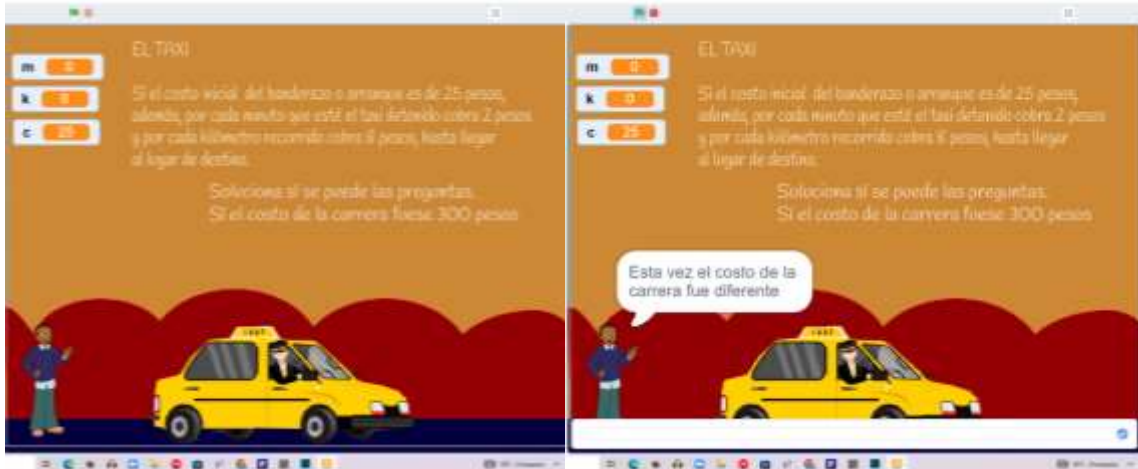 EL TAXI
m 0
k 0
c 25
Si el costo inicial del banderazo o arranque es de 25 pesos,
además, por cada minuto que esté el taxi detenido cobra 2 pesos
y por cada kilómetro recorrido cobra 8 pesos, hasta llegar
al lugar de destino.
Soluciona si se puede las preguntas.
Si el costo de la carrera fuese 300 pesos
TAXI
EL TAXI
m 0
k 0
c 25
Si el costo inicial del banderazo o arranque es de 25 pesos,
además, por cada minuto que esté el taxi detenido cobra 2 pesos
y por cada kilómetro recorrido cobra 8 pesos, hasta llegar
al lugar de destino.
Soluciona si se puede las preguntas.
Si el costo de la carrera fuese 300 pesos
Esta vez el costo de la
carrera fue diferente
TAXI